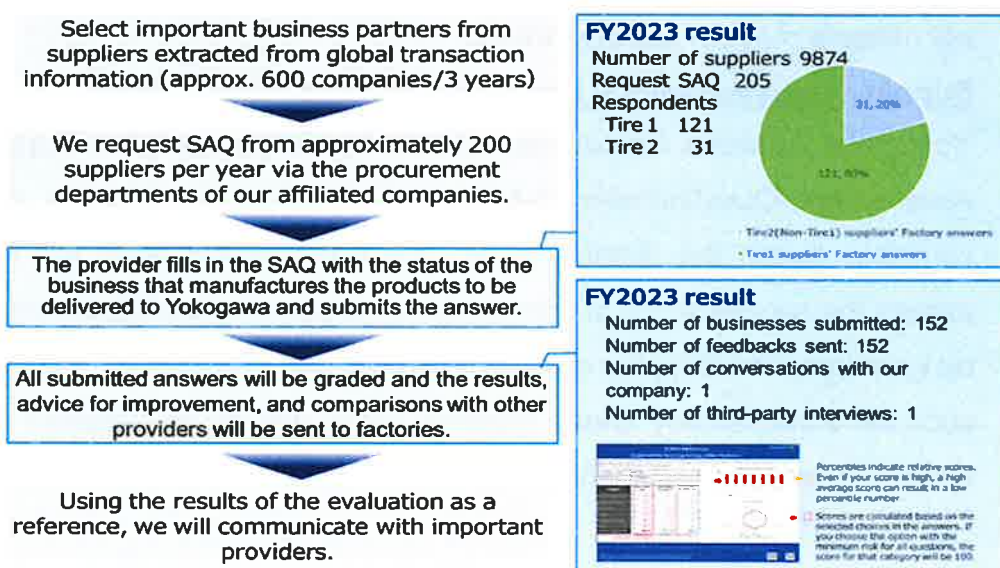 Select important business partners from
suppliers extracted from global transaction
information (approx. 600 companies/3 years)
We request SAQ from approximately 200
suppliers per year via the procurement
departments of our affiliated companies.
The provider fills in the SAQ with the status of the
business that manufactures the products to be
delivered to Yokogawa and submits the answer.
All submitted answers will be graded and the results,
advice for improvement, and comparisons with other
providers will be sent to factories.
Using the results of the evaluation as a
reference, we will communicate with important
providers.
FY2023 result
Number of suppliers 9874
Request SAQ 205
Respondents
Tire 1 121
Tire 2 31
31, 20%
121, 80%
Tire2(Non-Tire1) suppliers' Factory answers
Tire1 suppliers' Factory answers
FY2023 result
Number of businesses submitted: 152
Number of feedbacks sent: 152
Number of conversations with our
company: 1
Number of third-party interviews: 1
Percentiles indicate relative scores.
Even if your score is high, a high
average score can result in a low
percentile number
Scores are calculated based on the
selected choices in the answers. If
you choose the option with the
minimum risk for all questions, the
score for that category will be 100.